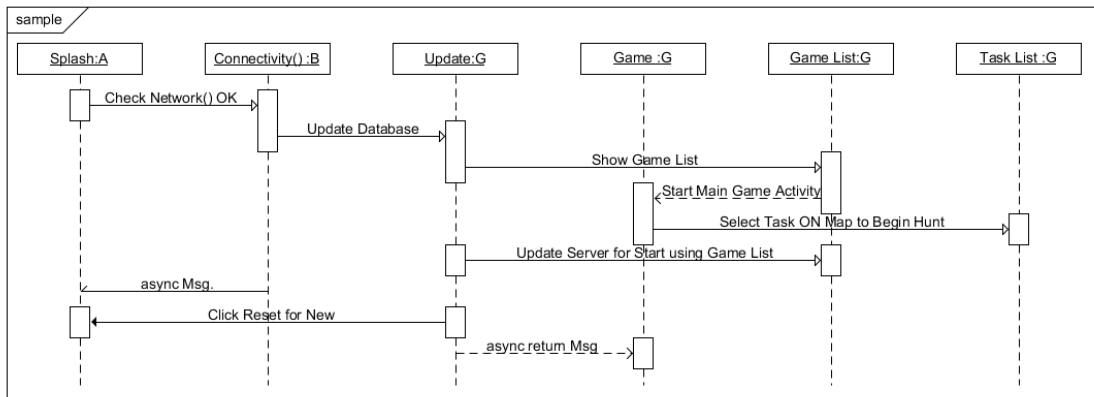 sample
Splash:A
Connectivity() :B
Update:G
Game :G
Game List:G
Task List :G
Check Network() OK
Update Database
Show Game List
Start Main Game Activity
Select Task ON Map to Begin Hunt
Update Server for Start using Game List
async Msg.
Click Reset for New
async return Msg